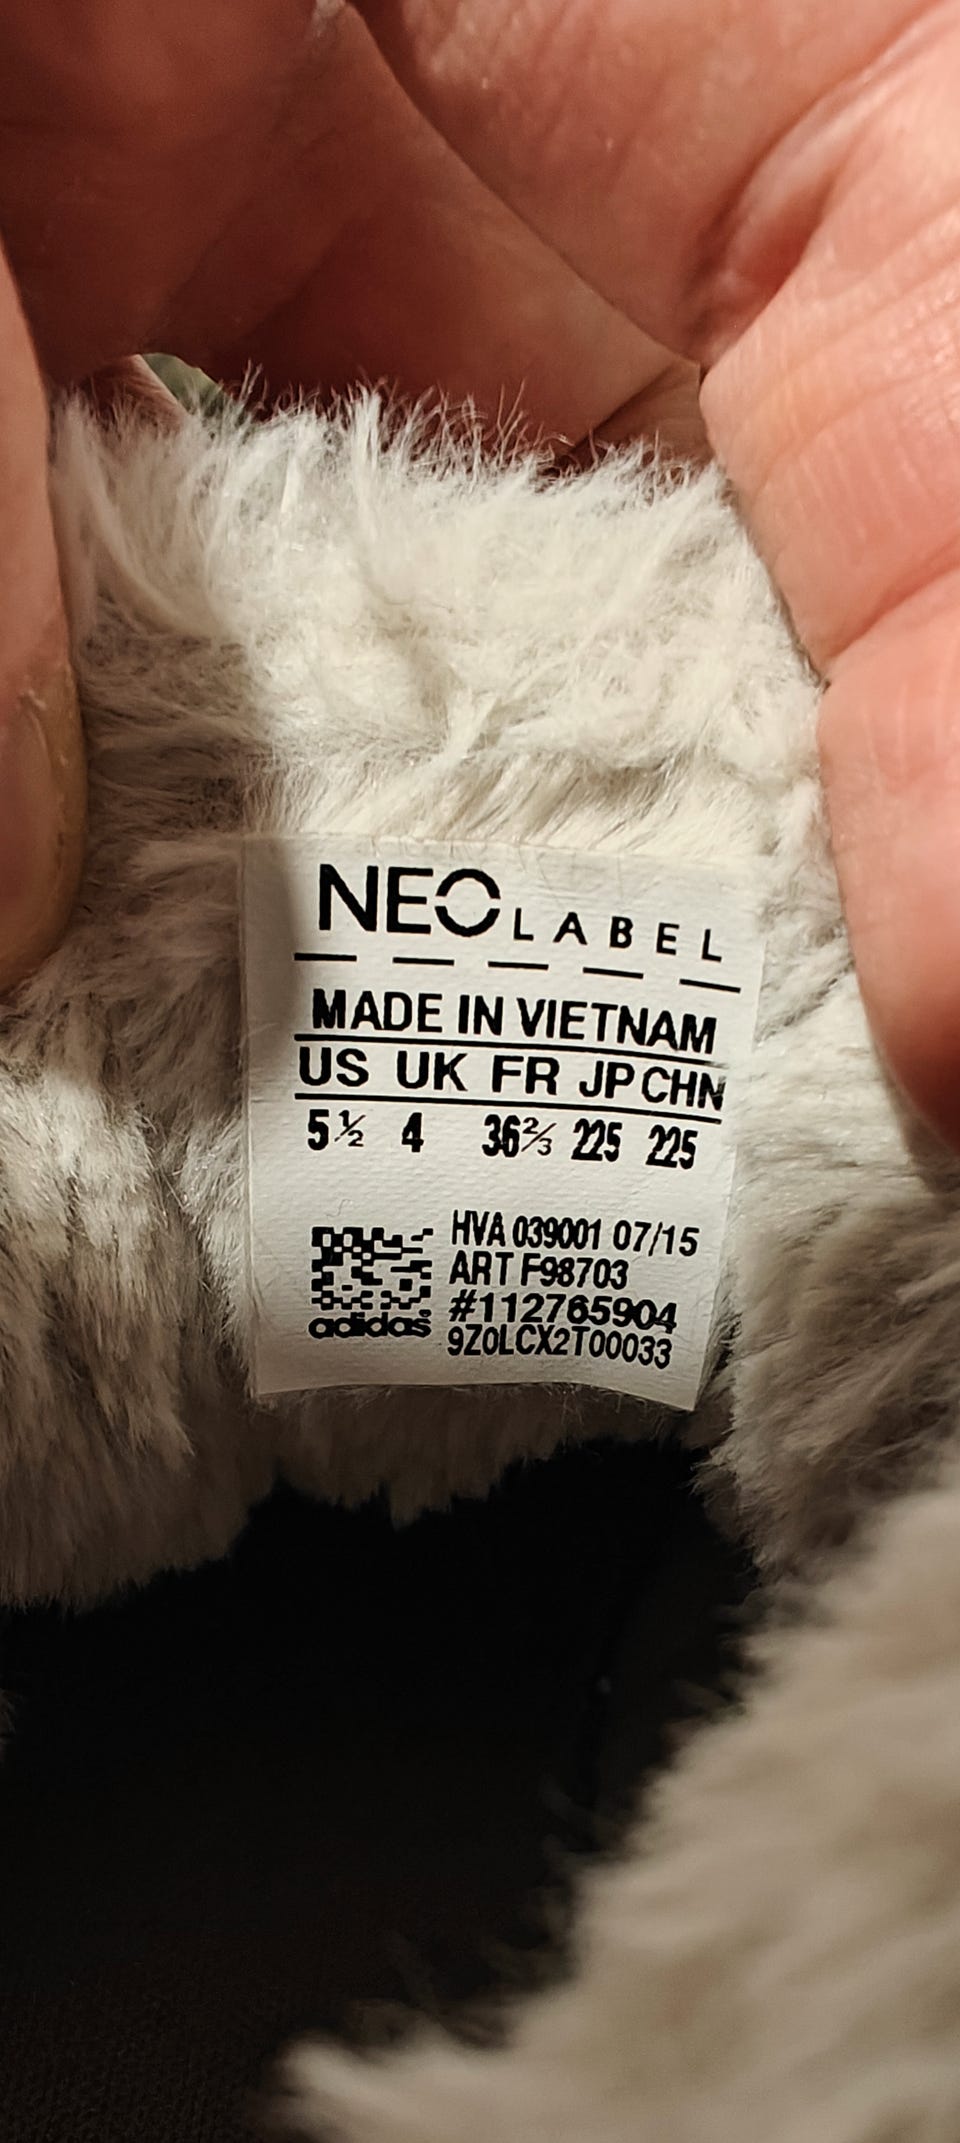 NEO LABEL
MADE IN VIETNAM
US UK FR JP CHN
5½ 4 36⅔ 225 225
HVA 039001 07/15
ART F98703
#112765904
adidas 9Z0LCX2T00033